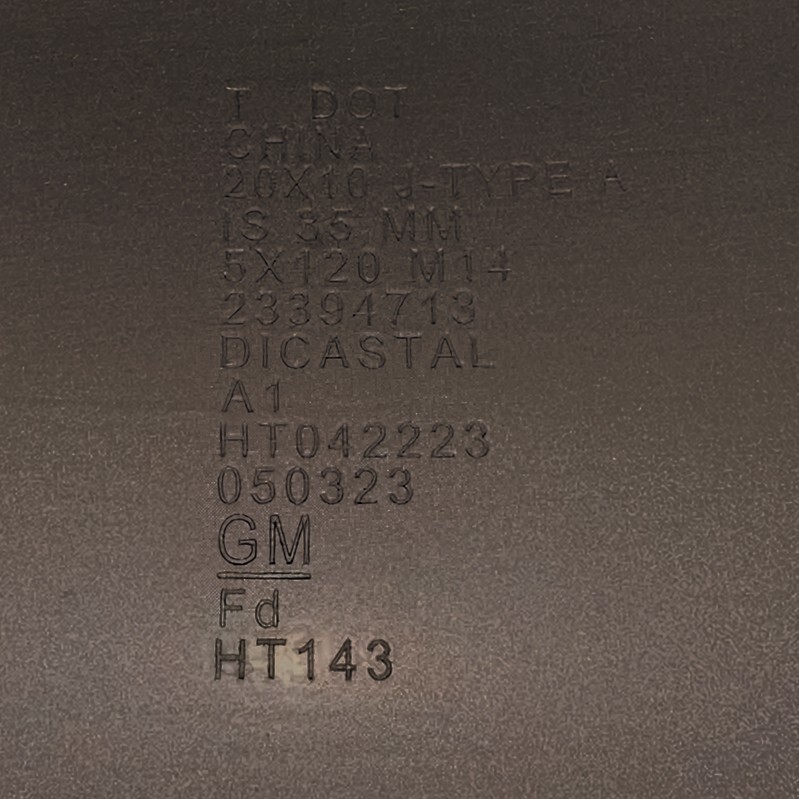 T DOT
CHINA
20X10 J-TYPE A
IS 35 MM
5X120 M14
23394713
DICASTAL
A1
HT042223
050323
GM
Fd
HT143